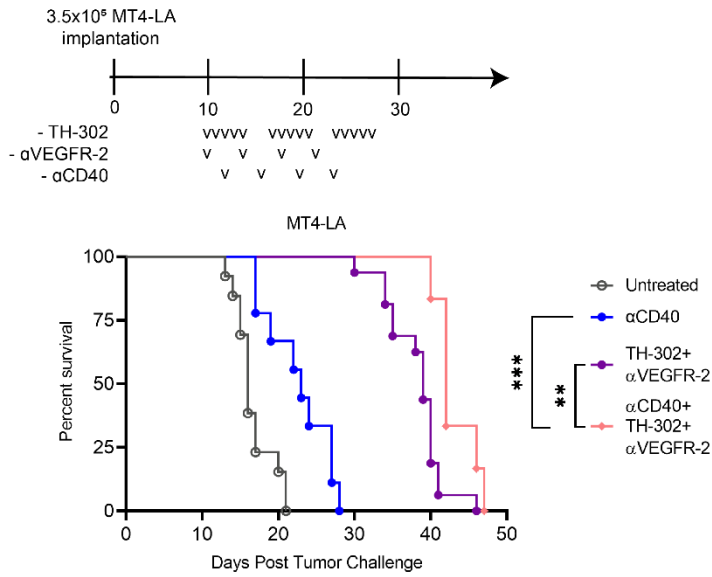 3.5x10⁵ MT4-LA
implantation
0 10 20 30
- TH-302 vvvvv vvvvv vvvvv
- αVEGFR-2 v v v v
- αCD40 v v v v
MT4-LA
Percent survival
100
75
50
25
0
0 10 20 30 40 50
Days Post Tumor Challenge
Untreated
αCD40
TH-302+
αVEGFR-2
αCD40+
TH-302+
αVEGFR-2
***
**